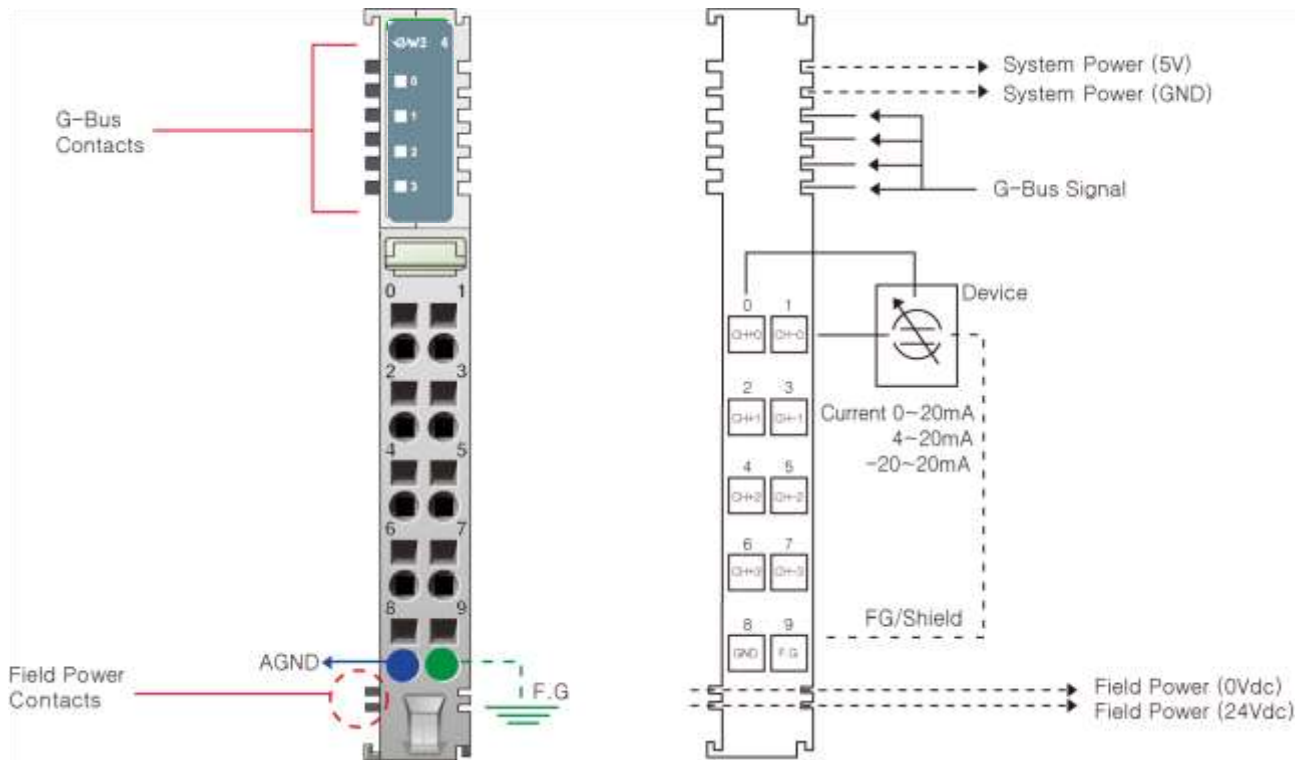 4
0
1
2
3
G-Bus
Contacts
0 1
2 3
4 5
6 7
8 9
AGND
Field Power
Contacts
F.G
System Power (5V)
System Power (GND)
G-Bus Signal
Device
0 1
CH+0 CH-0
2 3
CH+1 CH-1
Current 0~20mA
4~20mA
-20~20mA
4 5
CH+2 CH-2
6 7
CH+3 CH-3
FG/Shield
8 9
GND F.G
Field Power (0Vdc)
Field Power (24Vdc)